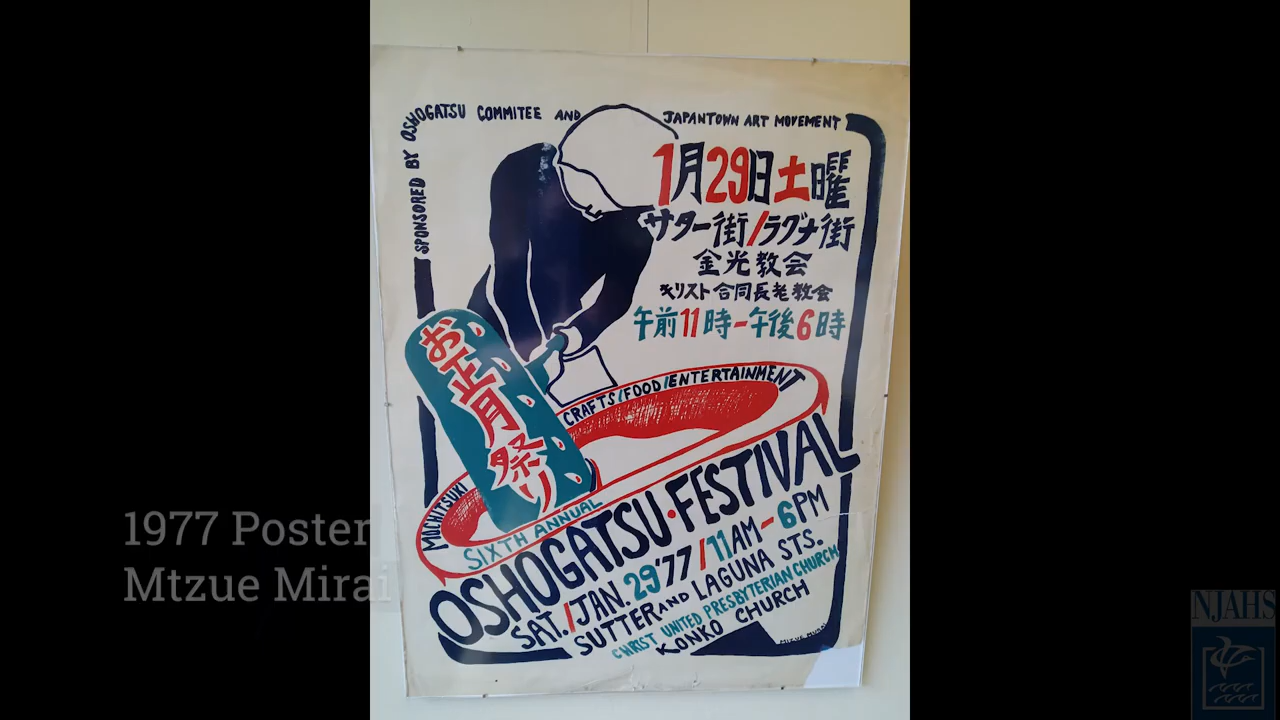 SPONSORED BY OSHOGATSU COMMITEE AND JAPANTOWN ART MOVEMENT
1月29日土曜
サター街/ラグナ街
金光教会
キリスト合同長老教会
午前11時-午後6時
お正月祭り
MOCHITSUKI
CRAFTS/FOOD/ENTERTAINMENT
SIXTH ANNUAL
OSHOGATSU·FESTIVAL
SAT./JAN. 29'77/11AM-6PM
SUTTER AND LAGUNA STS.
CHRIST UNITED PRESBYTERIAN CHURCH
KONKO CHURCH
1977 Poster
Mtzue Mirai
NJAHS